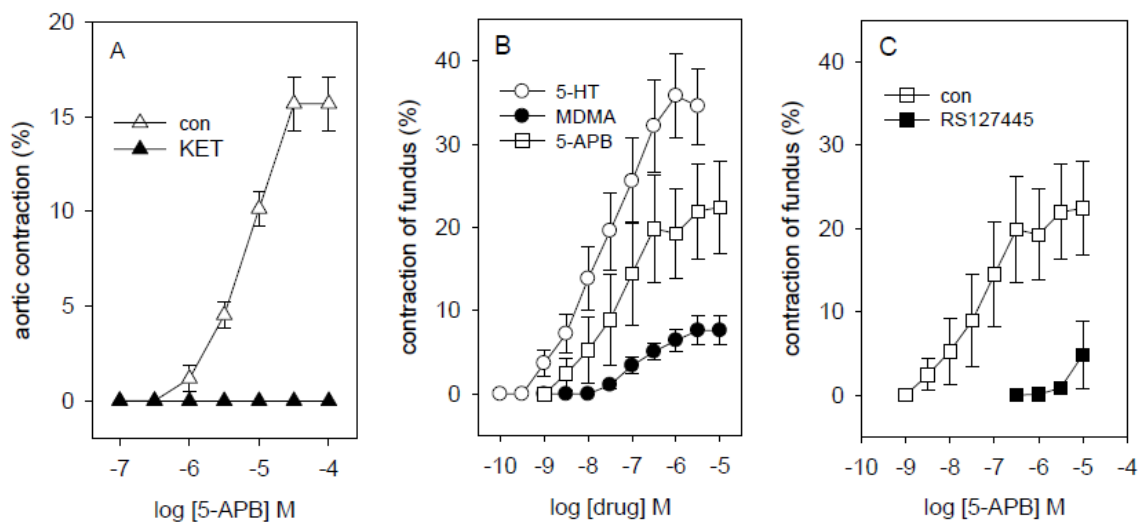 A
con
KET
aortic contraction (%)
20
15
10
5
0
-7 -6 -5 -4
log [5-APB] M
B
5-HT
MDMA
5-APB
contraction of fundus (%)
40
30
20
10
0
-10 -9 -8 -7 -6 -5
log [drug] M
C
con
RS127445
contraction of fundus (%)
40
30
20
10
0
-10 -9 -8 -7 -6 -5 -4
log [5-APB] M